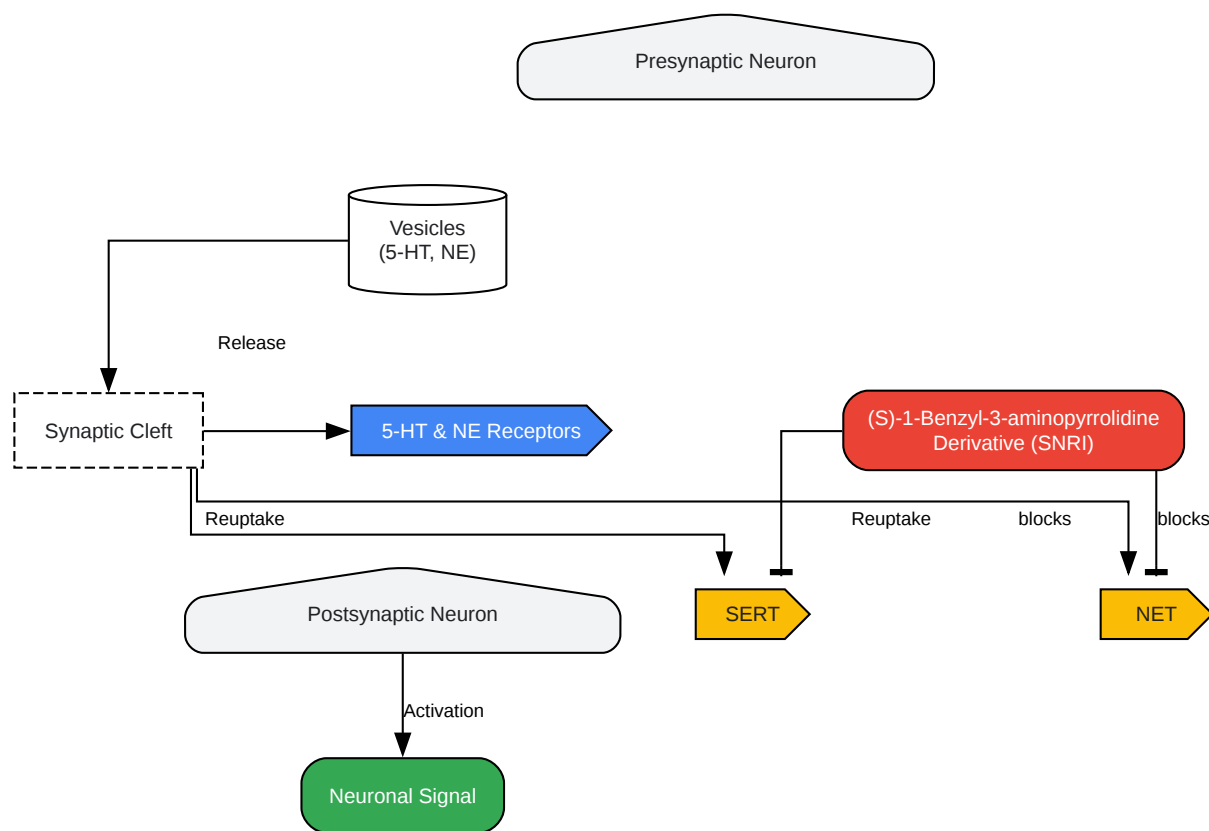 Presynaptic Neuron
Vesicles
(5-HT, NE)
Release
Synaptic Cleft
5-HT & NE Receptors
(S)-1-Benzyl-3-aminopyrrolidine
Derivative (SNRI)
Reuptake
Reuptake
blocks
blocks
Postsynaptic Neuron
SERT
NET
Activation
Neuronal Signal